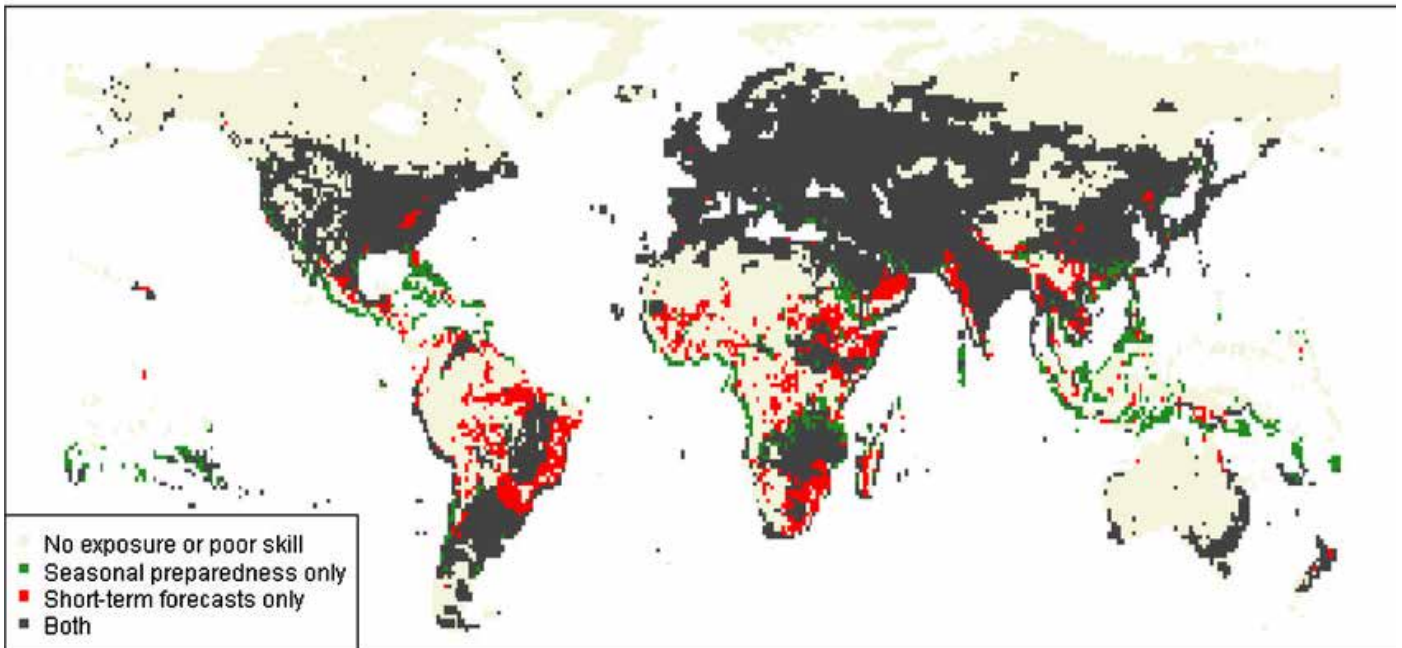 No exposure or poor skill
Seasonal preparedness only
Short-term forecasts only
Both